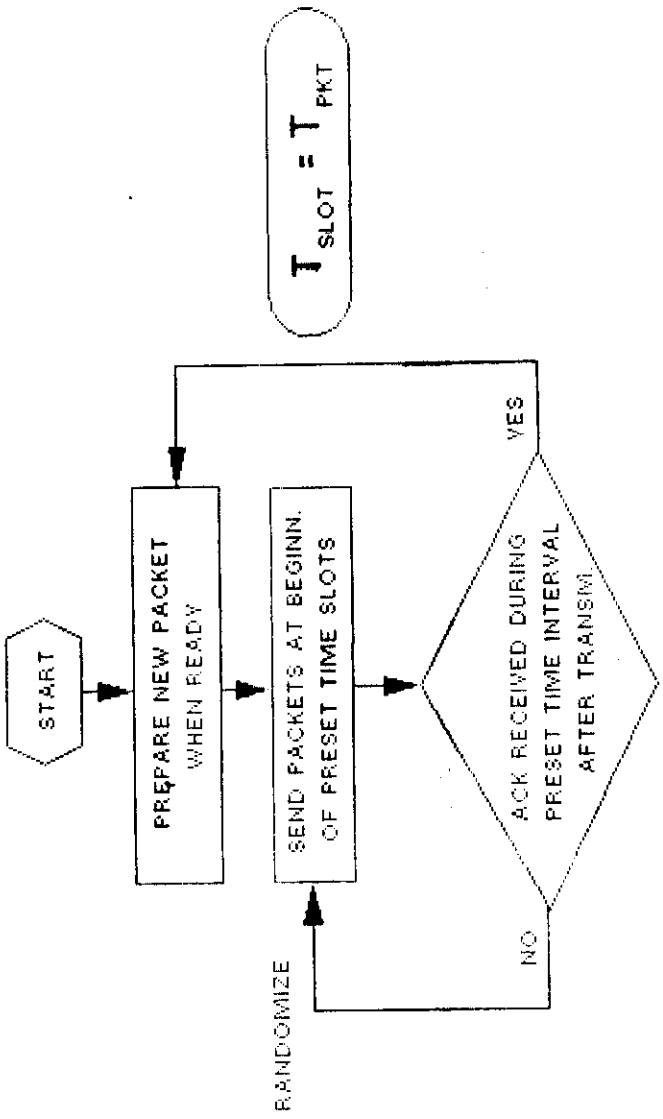 START
PREPARE NEW PACKET
WHEN READY
SEND PACKETS AT BEGINN.
OF PRESET TIME SLOTS
RANDOMIZE
ACK RECEIVED DURING
PRESET TIME INTERVAL
AFTER TRANSM
NO
YES
T SLOT = T PKT